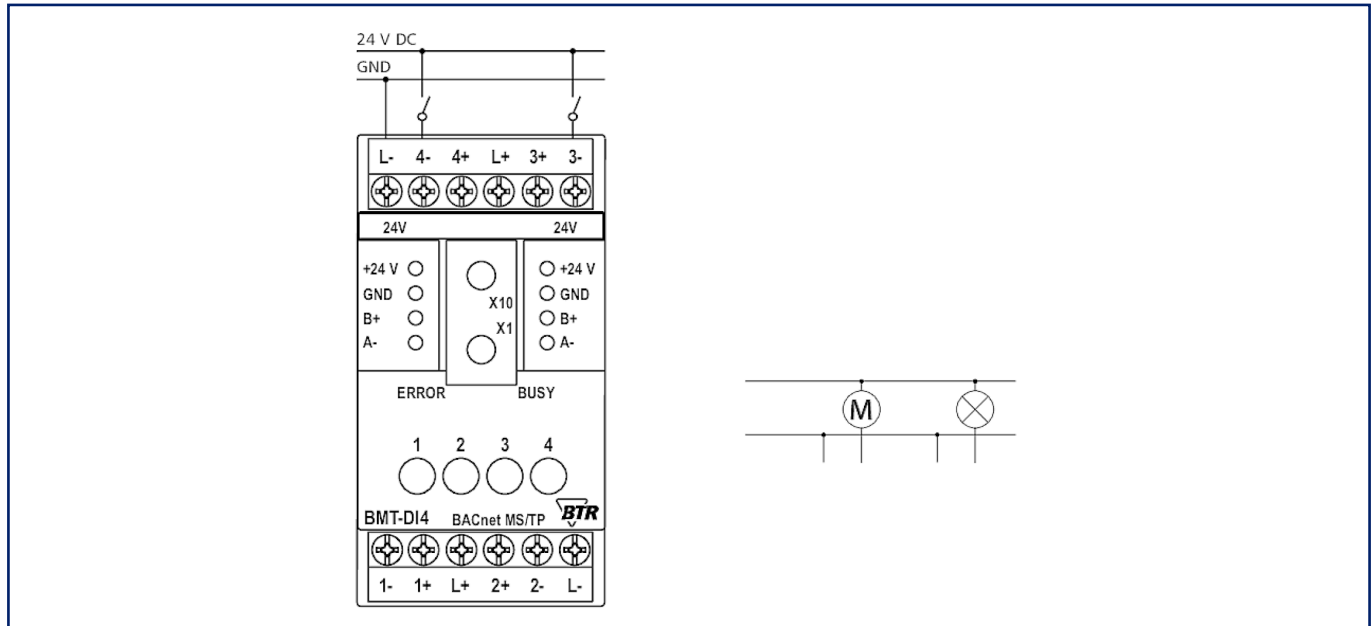 24 V DC
GND
L- 4- 4+ L+ 3+ 3-
24V 24V
+24 V +24 V
GND GND
X10
B+ B+
X1
A- A-
ERROR BUSY
1 2 3 4
BMT-DI4 BACnet MS/TP BTR
1- 1+ L+ 2+ 2- L-
M